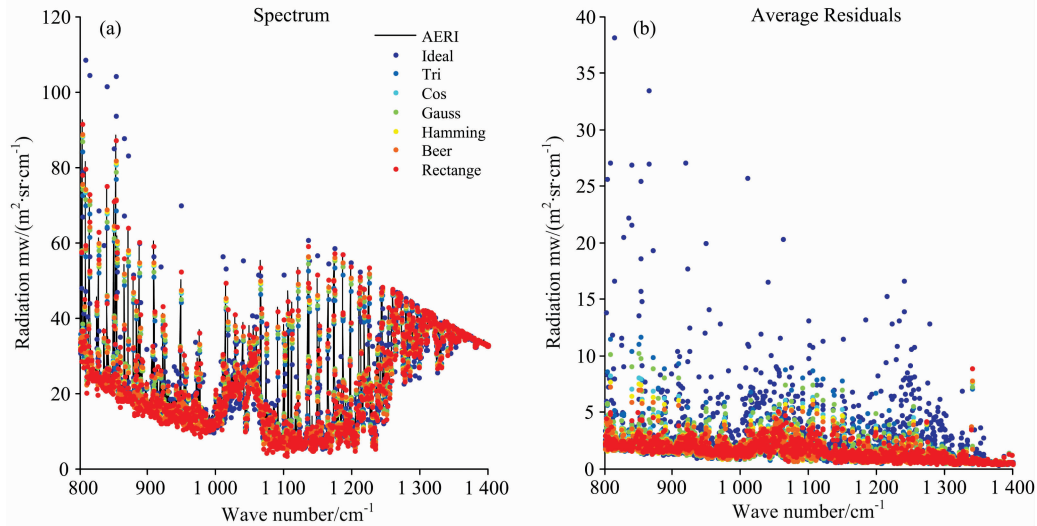 Spectrum
(a)
AERI
Ideal
Tri
Cos
Gauss
Hamming
Beer
Rectange
120
100
80
60
40
20
0
Radiation mw/(m²·sr·cm⁻¹)
800
900
1 000
1 100
1 200
1 300
1 400
Wave number/cm⁻¹
Average Residuals
(b)
40
35
30
25
20
15
10
5
0
Radiation mw/(m²·sr·cm⁻¹)
800
900
1 000
1 100
1 200
1 300
1 400
Wave number/cm⁻¹